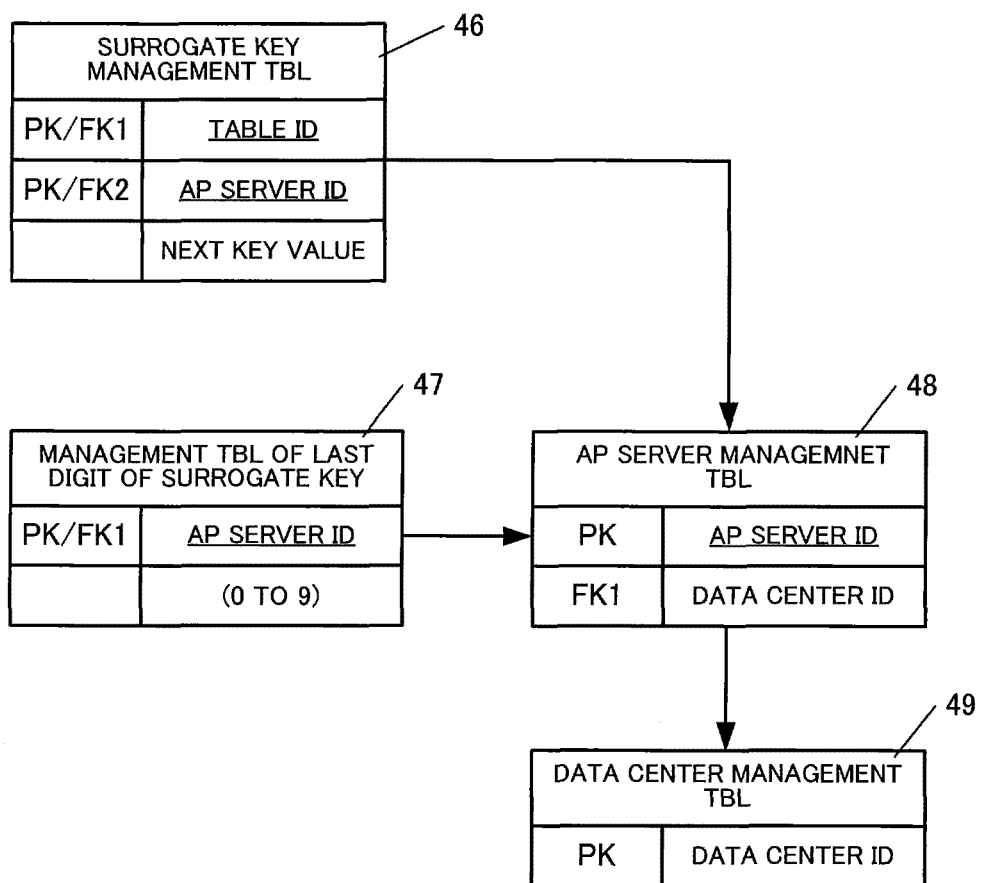 46
SURROGATE KEY
MANAGEMENT TBL
PK/FK1 TABLE ID
PK/FK2 AP SERVER ID
NEXT KEY VALUE
47
MANAGEMENT TBL OF LAST
DIGIT OF SURROGATE KEY
PK/FK1 AP SERVER ID
(0 TO 9)
48
AP SERVER MANAGEMNET
TBL
PK AP SERVER ID
FK1 DATA CENTER ID
49
DATA CENTER MANAGEMENT
TBL
PK DATA CENTER ID